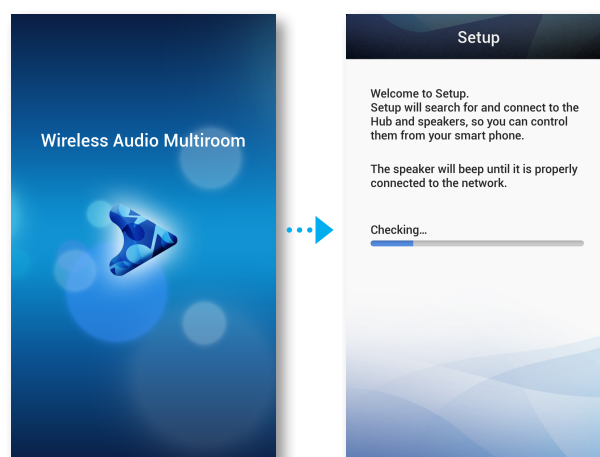 Wireless Audio Multiroom
Setup
Welcome to Setup.
Setup will search for and connect to the
Hub and speakers, so you can control
them from your smart phone.
The speaker will beep until it is properly
connected to the network.
Checking...